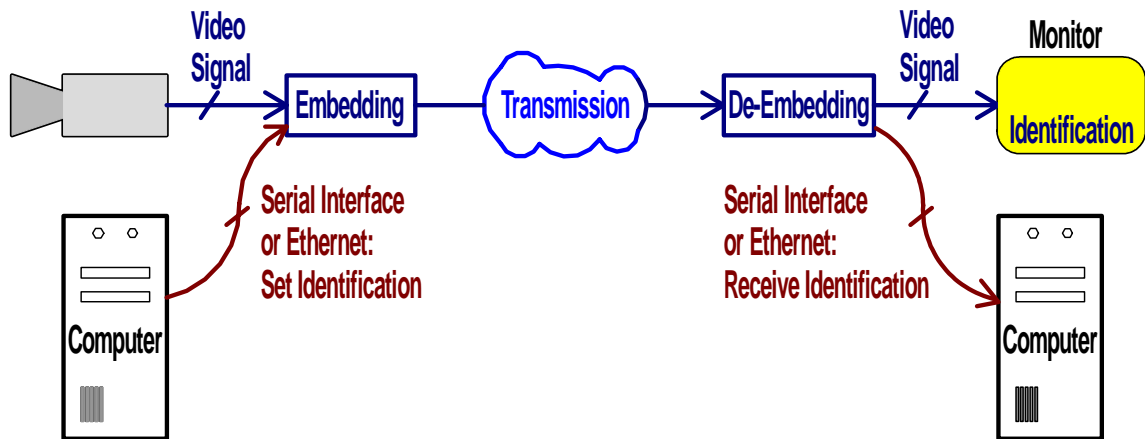 Video
Signal
Embedding
Transmission
De-Embedding
Video
Signal
Monitor
Identification
Serial Interface
or Ethernet:
Set Identification
Serial Interface
or Ethernet:
Receive Identification
Computer
Computer